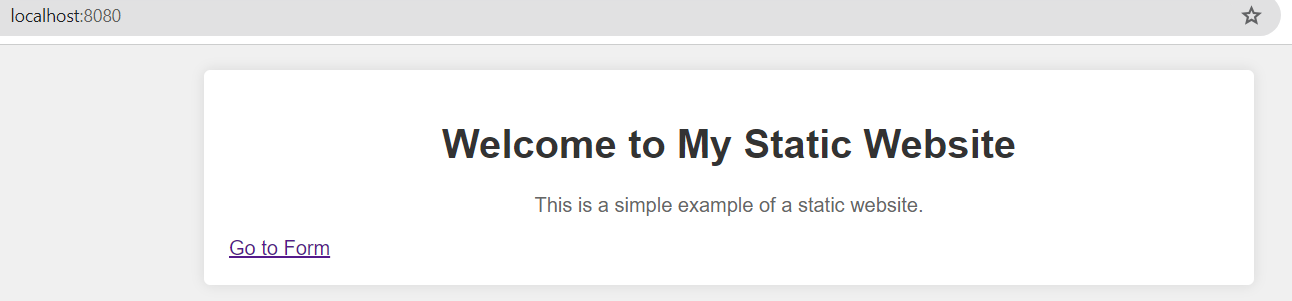 localhost:8080
Welcome to My Static Website
This is a simple example of a static website.
Go to Form